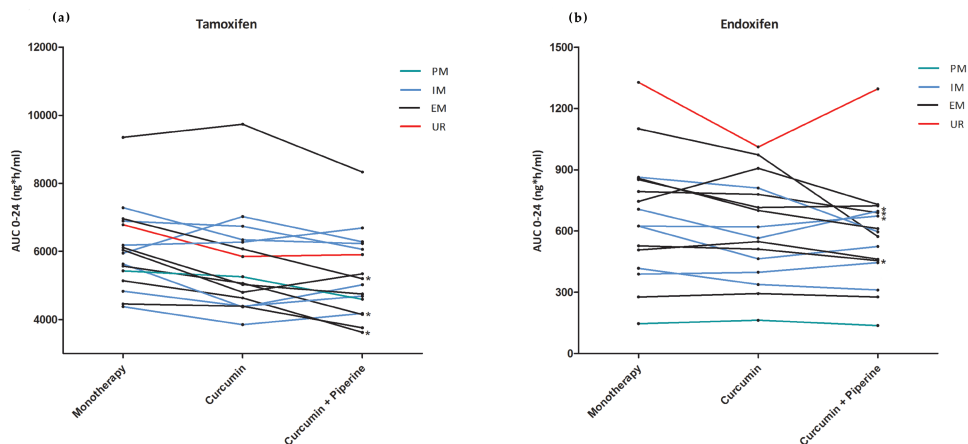 (a)
Tamoxifen
AUC 0-24 (ng*h/ml)
12000
10000
8000
6000
4000
PM
IM
EM
UR
*
*
*
Monotherapy
Curcumin
Curcumin + Piperine
(b)
Endoxifen
AUC 0-24 (ng*h/ml)
1500
1200
900
600
300
0
PM
IM
EM
UR
*
*
*
*
Monotherapy
Curcumin
Curcumin + Piperine